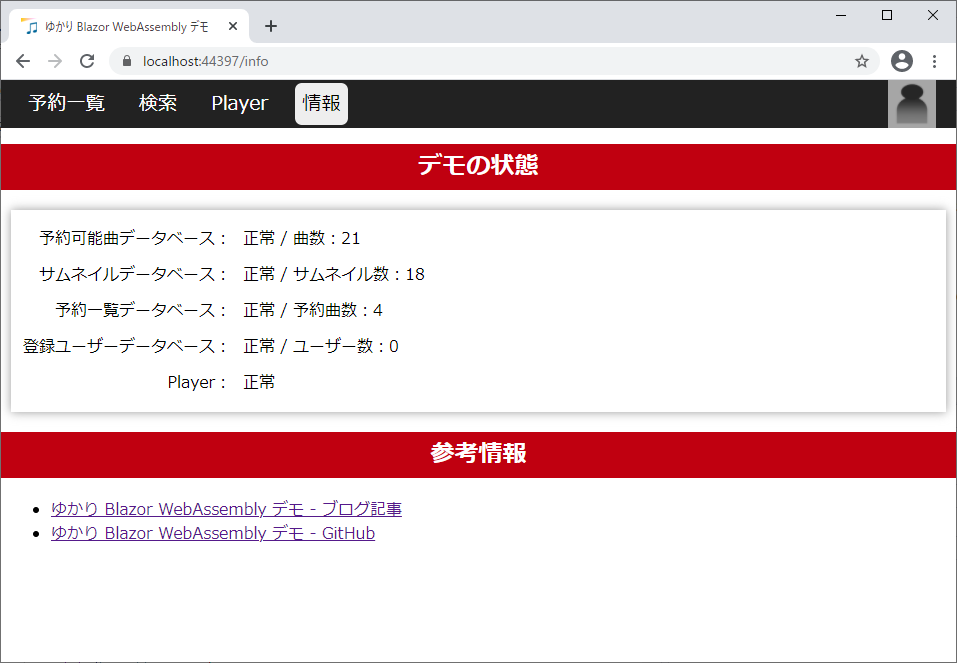 ゆかり Blazor WebAssembly デモ
localhost:44397/info
予約一覧 検索 Player 情報
デモの状態
予約可能曲データベース： 正常 / 曲数：21
サムネイルデータベース： 正常 / サムネイル数：18
予約一覧データベース： 正常 / 予約曲数：4
登録ユーザーデータベース： 正常 / ユーザー数：0
Player： 正常
参考情報
ゆかり Blazor WebAssembly デモ - ブログ記事
ゆかり Blazor WebAssembly デモ - GitHub